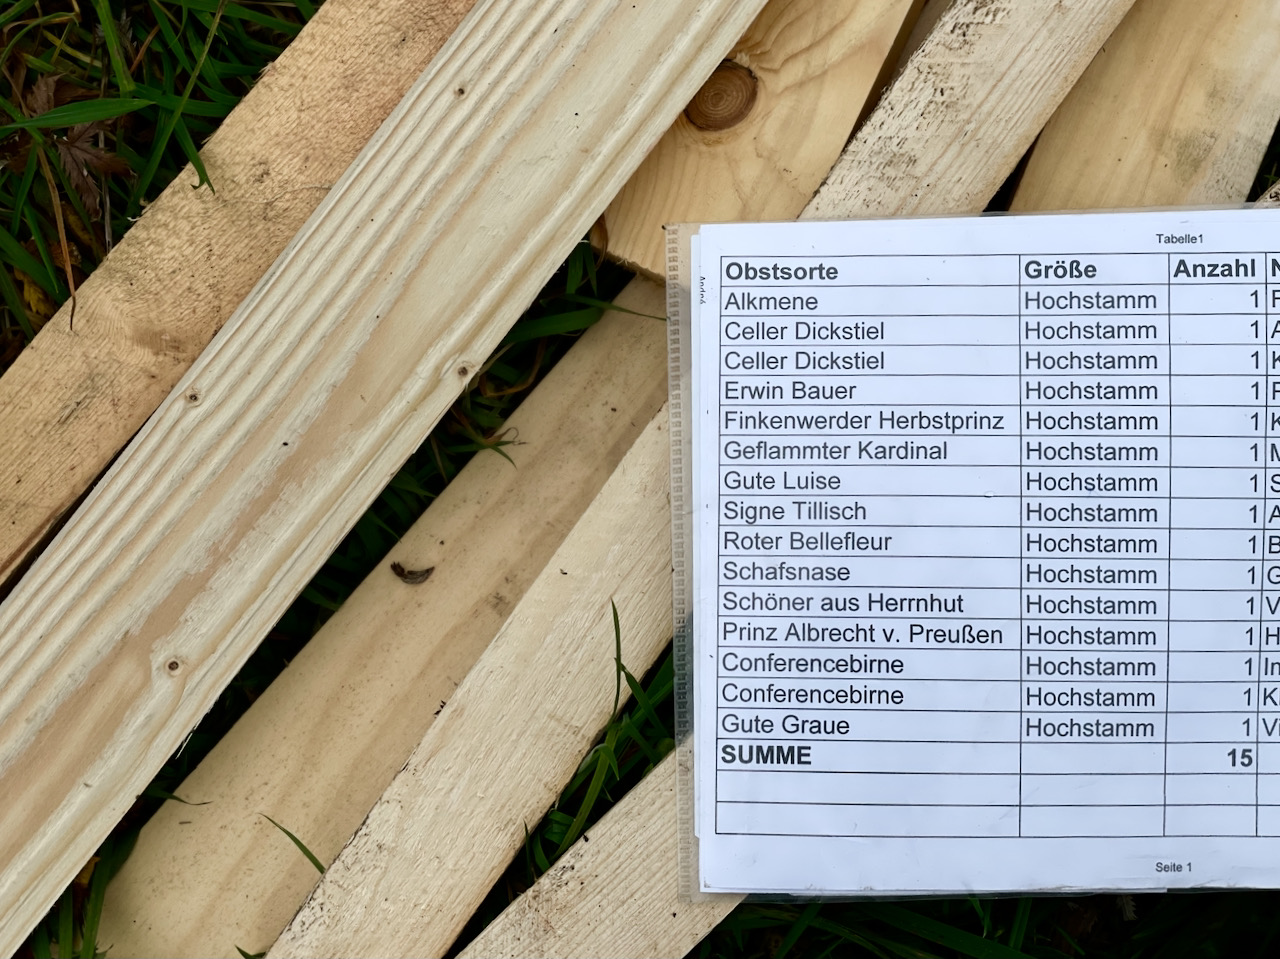 Tabelle1
Obstsorte Größe Anzahl
Alkmene Hochstamm 1
Celler Dickstiel Hochstamm 1
Celler Dickstiel Hochstamm 1
Erwin Bauer Hochstamm 1
Finkenwerder Herbstprinz Hochstamm 1
Geflammter Kardinal Hochstamm 1
Gute Luise Hochstamm 1
Signe Tillisch Hochstamm 1
Roter Bellefleur Hochstamm 1
Schafsnase Hochstamm 1
Schöner aus Herrnhut Hochstamm 1
Prinz Albrecht v. Preußen Hochstamm 1
Conferencebirne Hochstamm 1
Conferencebirne Hochstamm 1
Gute Graue Hochstamm 1
SUMME 15
Seite 1